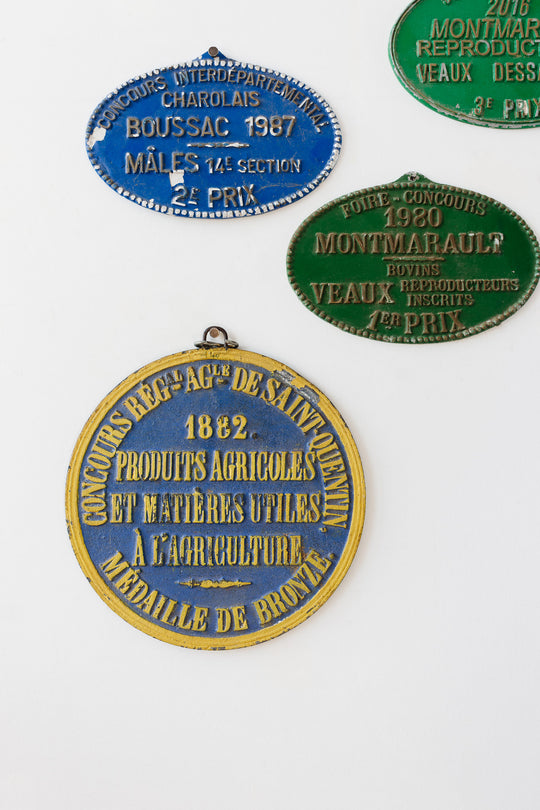 CONCOURS INTERDÉPARTEMENTAL
CHAROLAIS
BOUSSAC 1987
MÂLES 14E SECTION
2E PRIX
2016
MONTMAR
REPRODUCT
VEAUX DESSA
3E PRIX
FOIRE-CONCOURS
1980
MONTMARAULT
BOVINS
VEAUX REPRODUCTEURS
INSCRITS
1ER PRIX
CONCOURS RÉGAL AGLE DE SAINT-QUENTIN,
1882.
PRODUITS AGRICOLES
ET MATIÈRES UTILES
À L'AGRICULTURE
MÉDAILLE DE BRONZE.